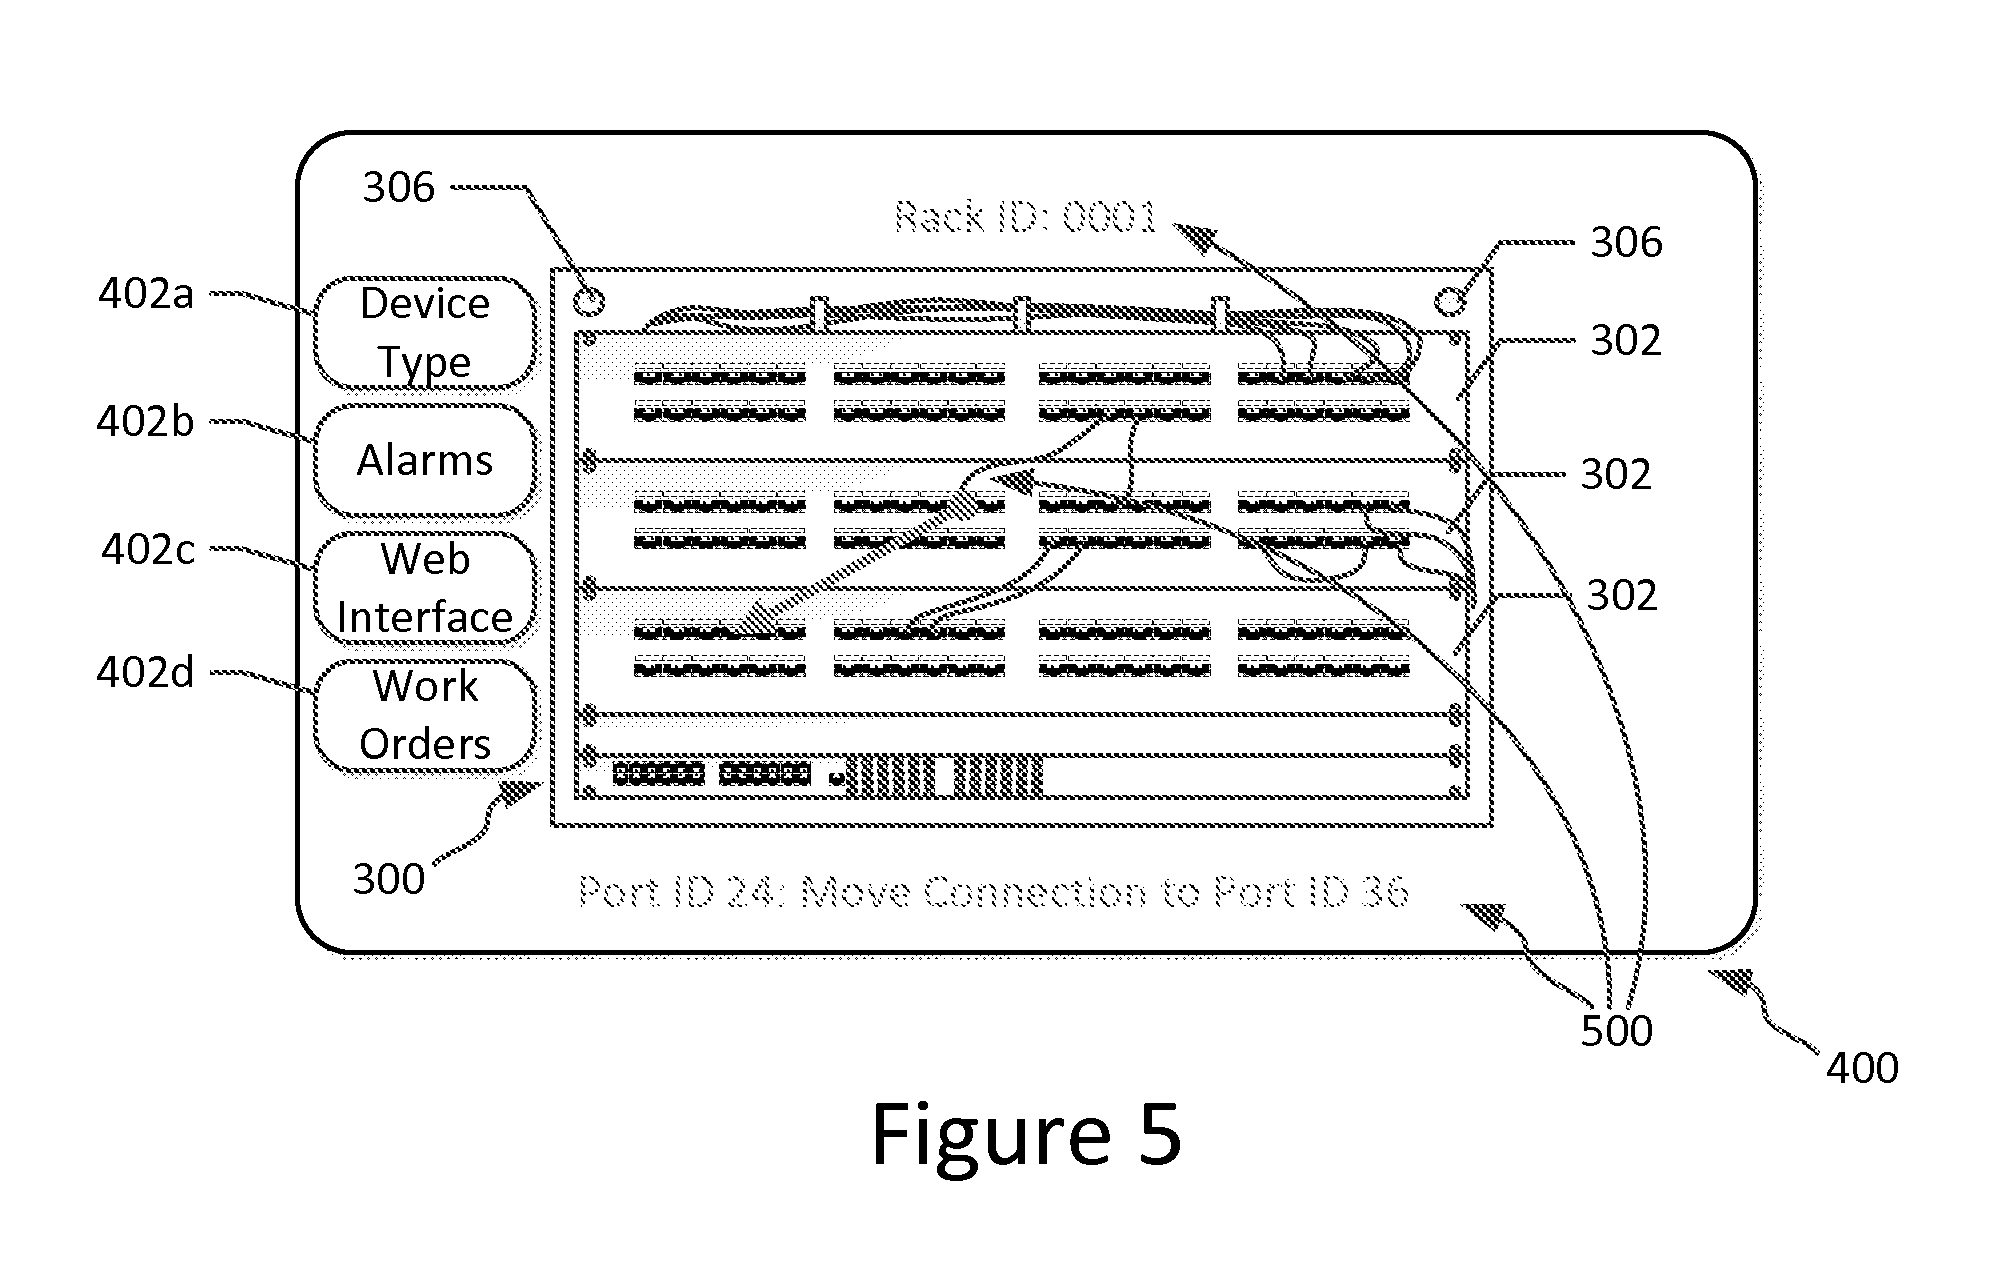 306
Rack ID: 0001
306
402a
Device
Type
302
402b
Alarms
302
402c
Web
Interface
302
402d
Work
Orders
300
Port ID 24: Move Connection to Port ID 36
500
400
Figure 5